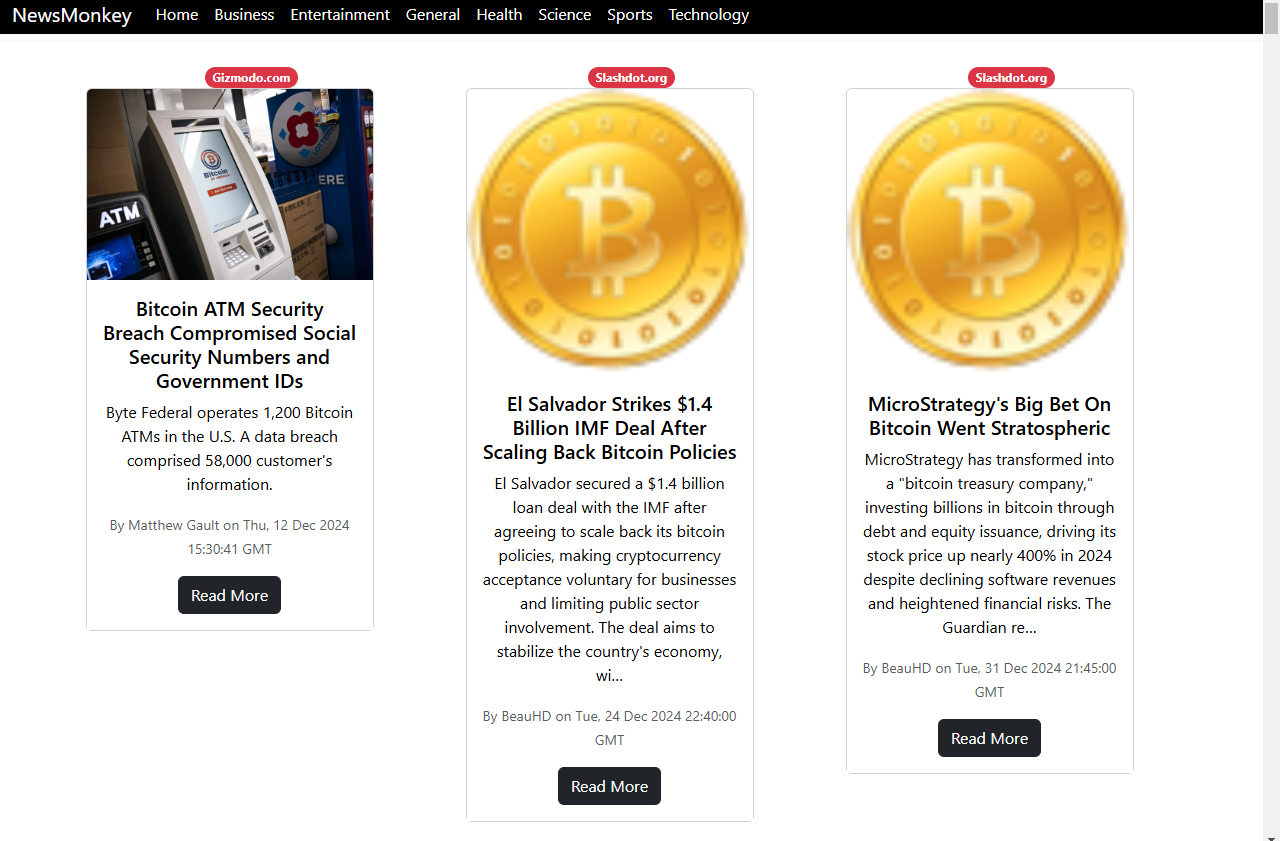 NewsMonkey Home Business Entertainment General Health Science Sports Technology
Gizmodo.com
ATM
Bitcoin
OF AMERICA
LOTTERY
ERE
Bitcoin ATM Security
Breach Compromised Social
Security Numbers and
Government IDs
Byte Federal operates 1,200 Bitcoin
ATMs in the U.S. A data breach
comprised 58,000 customer's
information.
By Matthew Gault on Thu, 12 Dec 2024
15:30:41 GMT
Read More
Slashdot.org
B
El Salvador Strikes $1.4
Billion IMF Deal After
Scaling Back Bitcoin Policies
El Salvador secured a $1.4 billion
loan deal with the IMF after
agreeing to scale back its bitcoin
policies, making cryptocurrency
acceptance voluntary for businesses
and limiting public sector
involvement. The deal aims to
stabilize the country's economy,
wi...
By BeauHD on Tue, 24 Dec 2024 22:40:00
GMT
Read More
Slashdot.org
B
MicroStrategy's Big Bet On
Bitcoin Went Stratospheric
MicroStrategy has transformed into
a "bitcoin treasury company,"
investing billions in bitcoin through
debt and equity issuance, driving its
stock price up nearly 400% in 2024
despite declining software revenues
and heightened financial risks. The
Guardian re...
By BeauHD on Tue, 31 Dec 2024 21:45:00
GMT
Read More